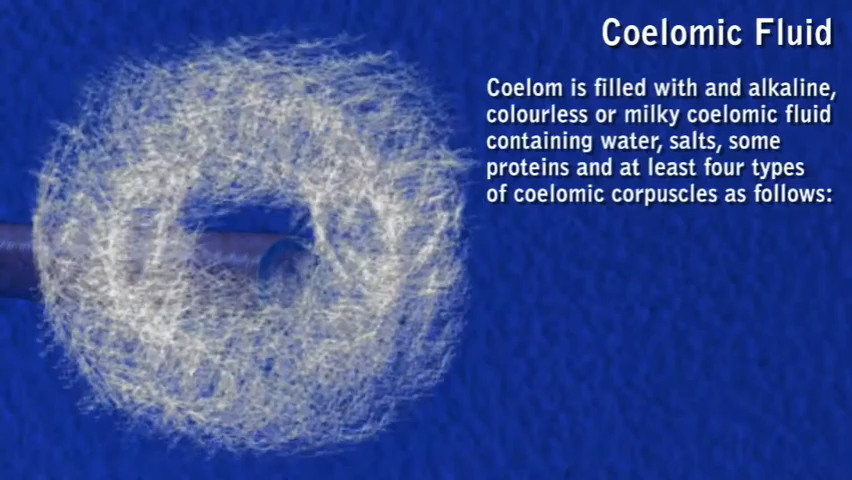 Coelomic Fluid
Coelom is filled with and alkaline,
colourless or milky coelomic fluid
containing water, salts, some
proteins and at least four types
of coelomic corpuscles as follows: